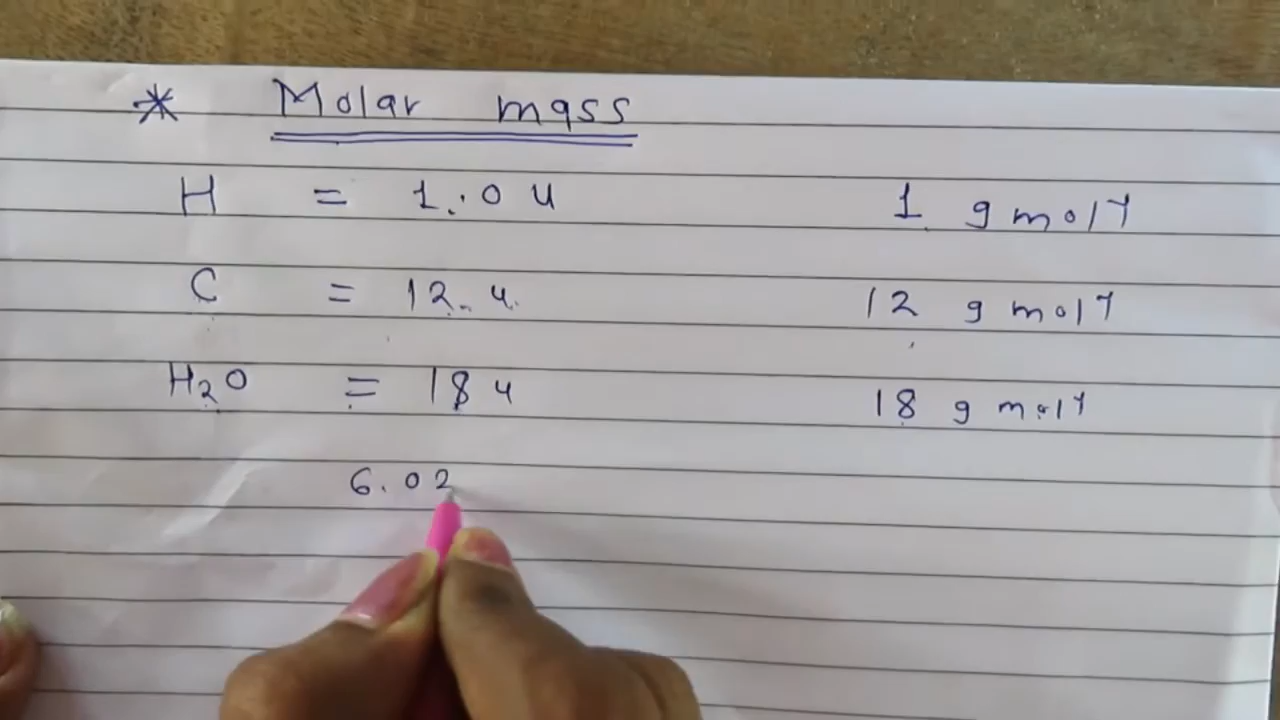 * Molar mass
H = 1.0 u 1 g mol⁻¹
C = 12 u 12 g mol⁻¹
H₂O = 18 u 18 g mol⁻¹
6.02